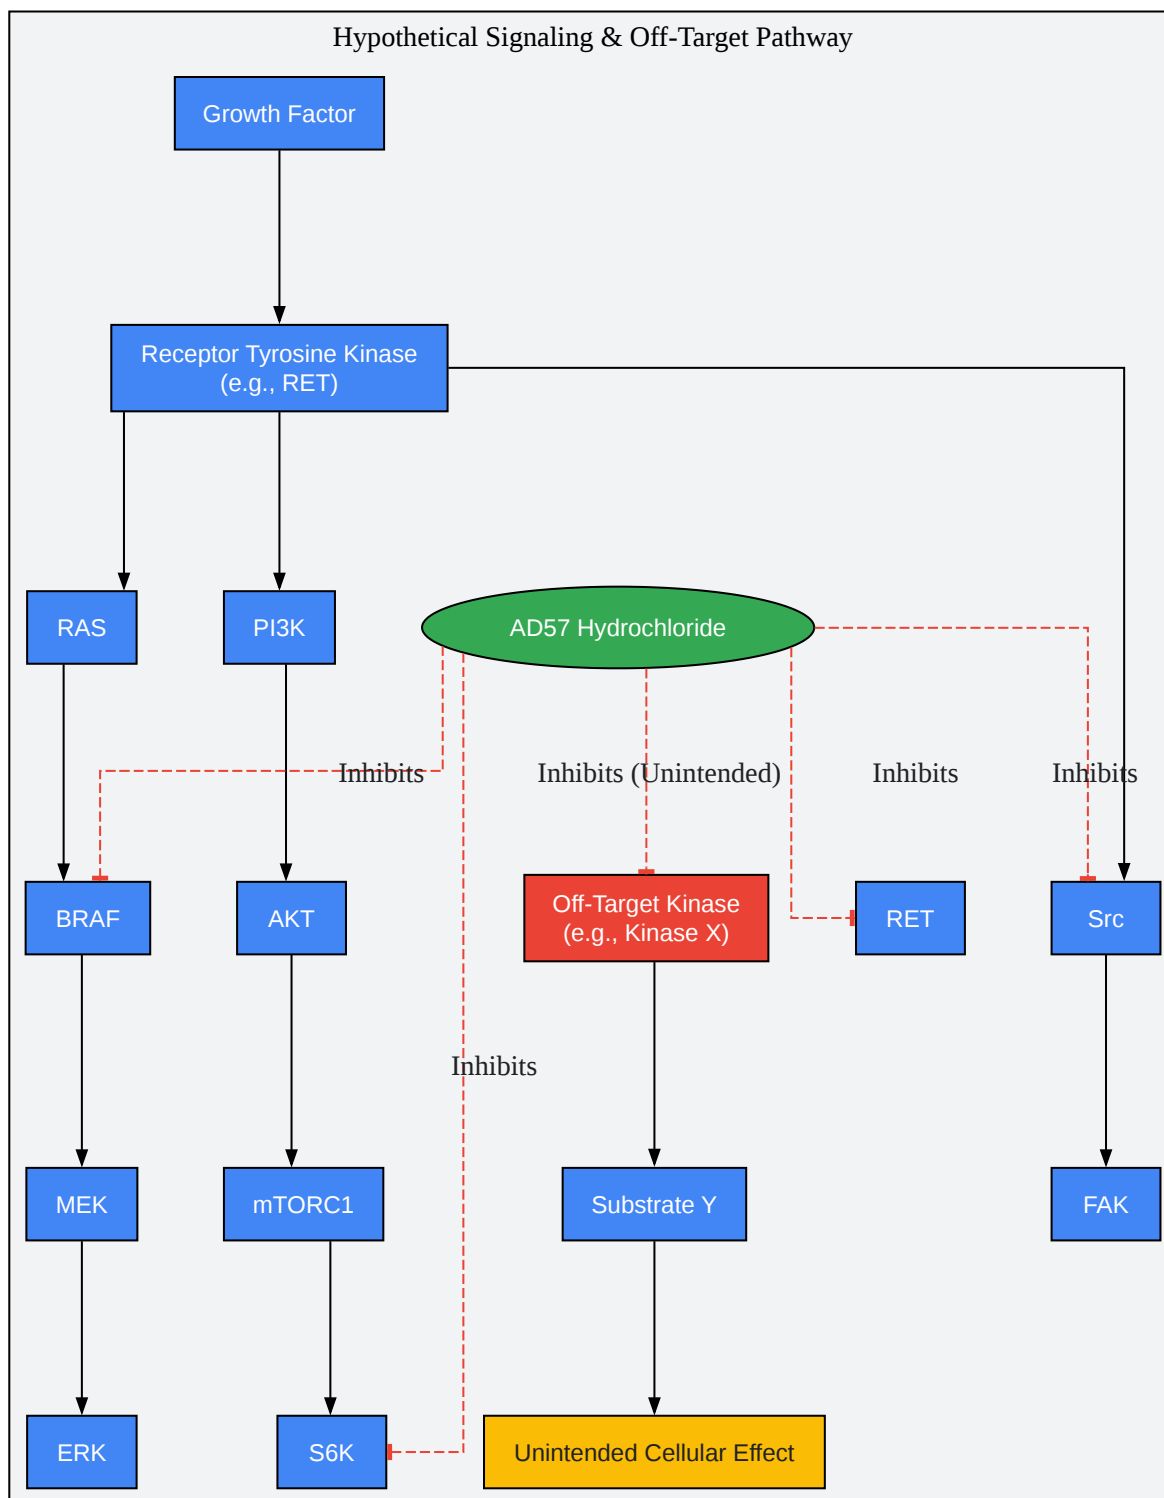 Hypothetical Signaling & Off-Target Pathway
Growth Factor
Receptor Tyrosine Kinase
(e.g., RET)
RAS
PI3K
AD57 Hydrochloride
Inhibits
Inhibits (Unintended)
Inhibits
Inhibits
BRAF
AKT
Off-Target Kinase
(e.g., Kinase X)
RET
Src
Inhibits
MEK
mTORC1
Substrate Y
FAK
ERK
S6K
Unintended Cellular Effect